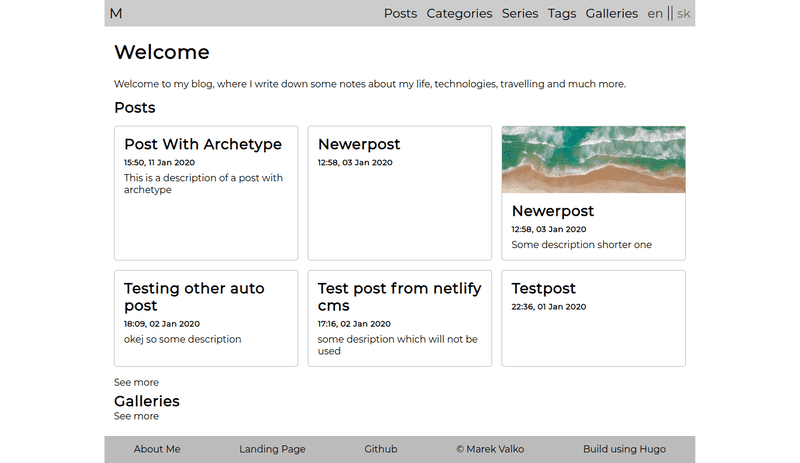 M Posts Categories Series Tags Galleries en || sk
Welcome
Welcome to my blog, where I write down some notes about my life, technologies, travelling and much more.
Posts
Post With Archetype
15:50, 11 Jan 2020
This is a description of a post with
archetype
Newerpost
12:58, 03 Jan 2020
Newerpost
12:58, 03 Jan 2020
Some description shorter one
Testing other auto
post
18:09, 02 Jan 2020
okej so some description
Test post from netlify
cms
17:16, 02 Jan 2020
some desription which will not be
used
Testpost
22:36, 01 Jan 2020
See more
Galleries
See more
About Me Landing Page Github © Marek Valko Build using Hugo